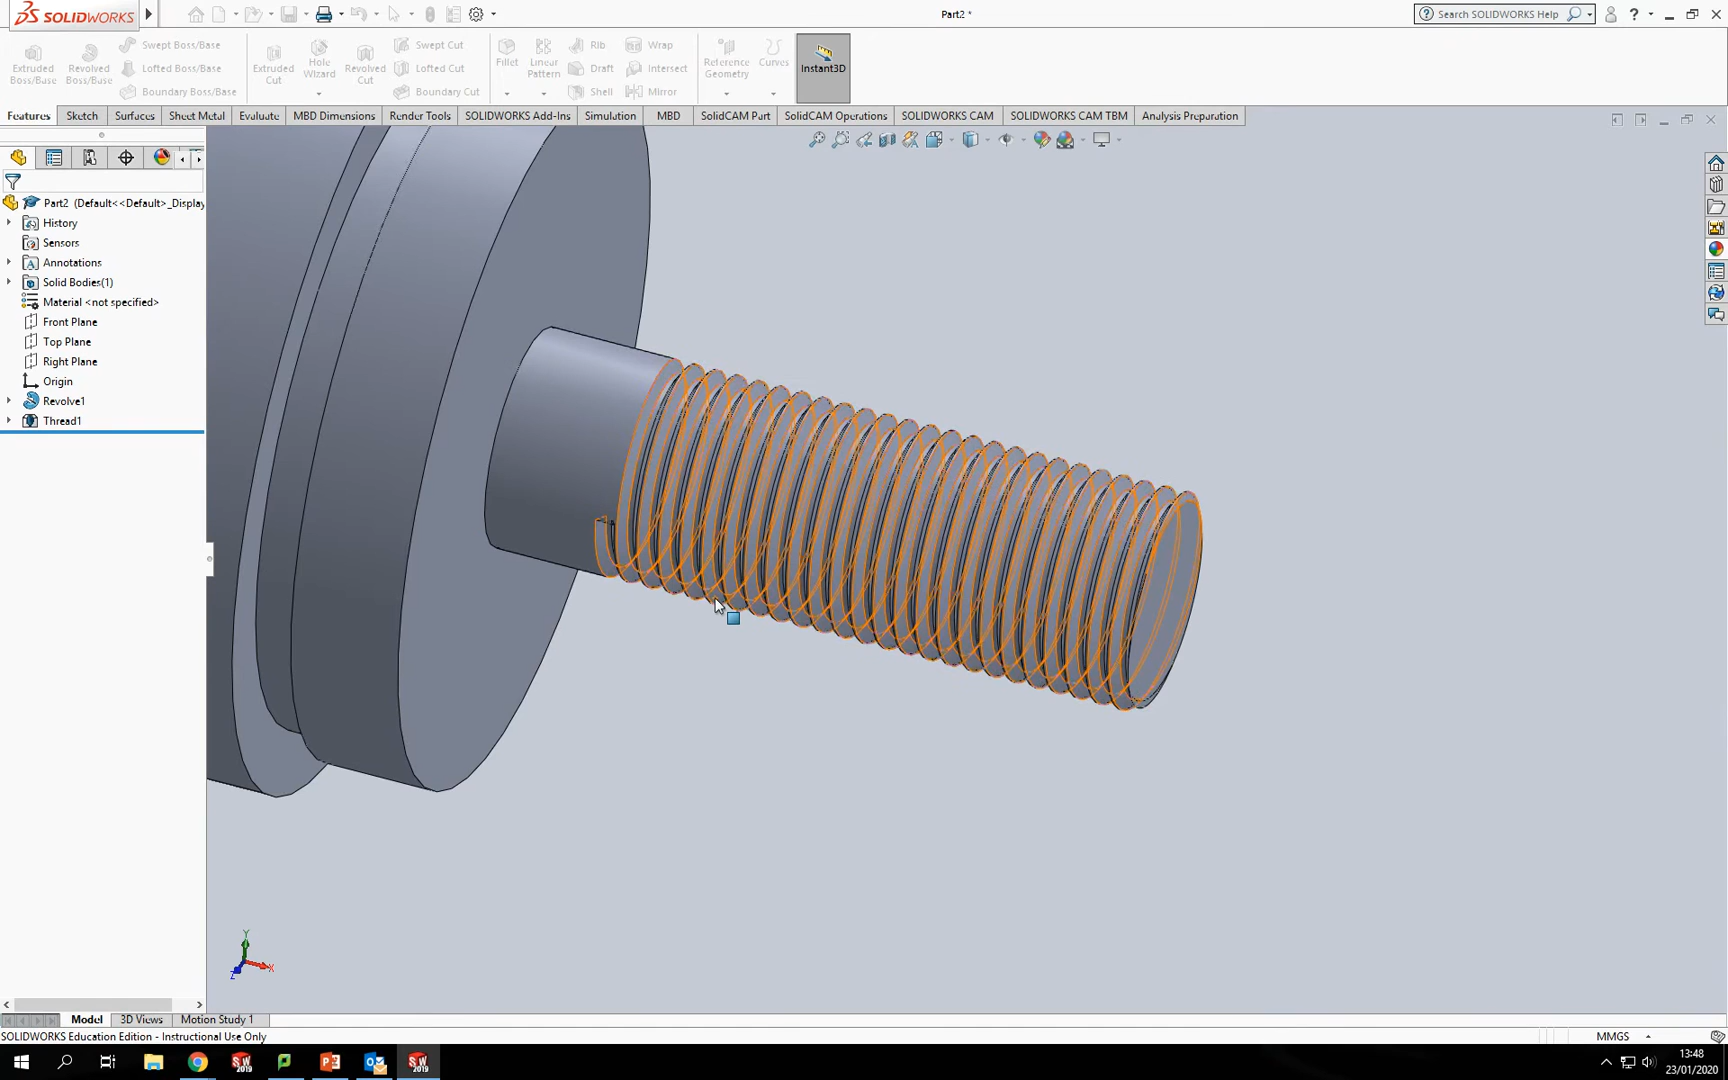 SOLIDWORKS
Part2 *
Search SOLIDWORKS Help
Extruded Boss/Base
Revolved Boss/Base
Swept Boss/Base
Lofted Boss/Base
Boundary Boss/Base
Extruded Cut
Hole Wizard
Revolved Cut
Swept Cut
Lofted Cut
Boundary Cut
Fillet
Linear Pattern
Rib
Draft
Shell
Wrap
Intersect
Mirror
Reference Geometry
Curves
Instant3D
Features
Sketch
Surfaces
Sheet Metal
Evaluate
MBD Dimensions
Render Tools
SOLIDWORKS Add-Ins
Simulation
MBD
SolidCAM Part
SolidCAM Operations
SOLIDWORKS CAM
SOLIDWORKS CAM TBM
Analysis Preparation
Part2 (Default<<Default>_Display
History
Sensors
Annotations
Solid Bodies(1)
Material <not specified>
Front Plane
Top Plane
Right Plane
Origin
Revolve1
Thread1
Y
Z
X
Model
3D Views
Motion Study 1
SOLIDWORKS Education Edition - Instructional Use Only
MMGS
SW
2019
SW
2019
13:48
23/01/2020